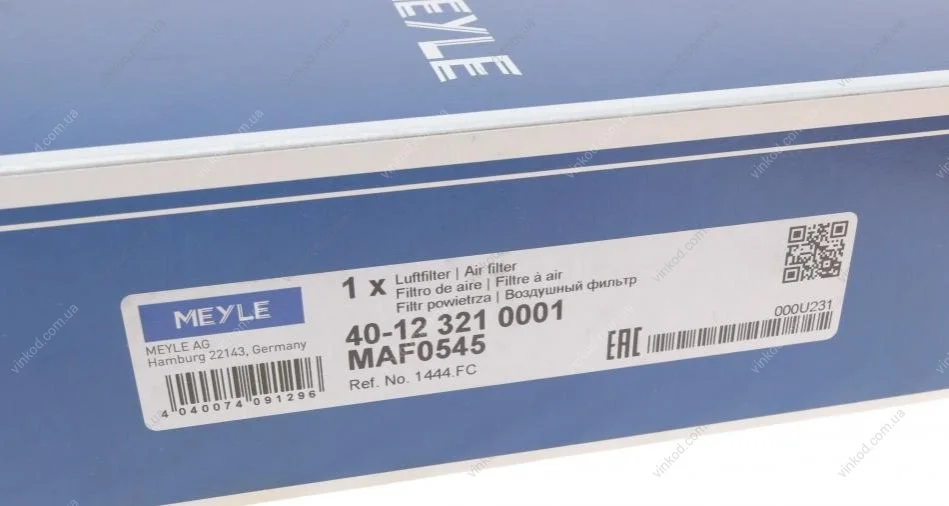 MEYLE
MEYLE
MEYLE AG
Hamburg 22143, Germany
4 040074 091296
1 x
Luftfilter | Air filter
Filtro de aire | Filtre à air
Filtr powietrza | Воздушный фильтр
40-12 321 0001
MAF0545
Ref. No. 1444.FC
EAC
000U231
vinkod.com.ua